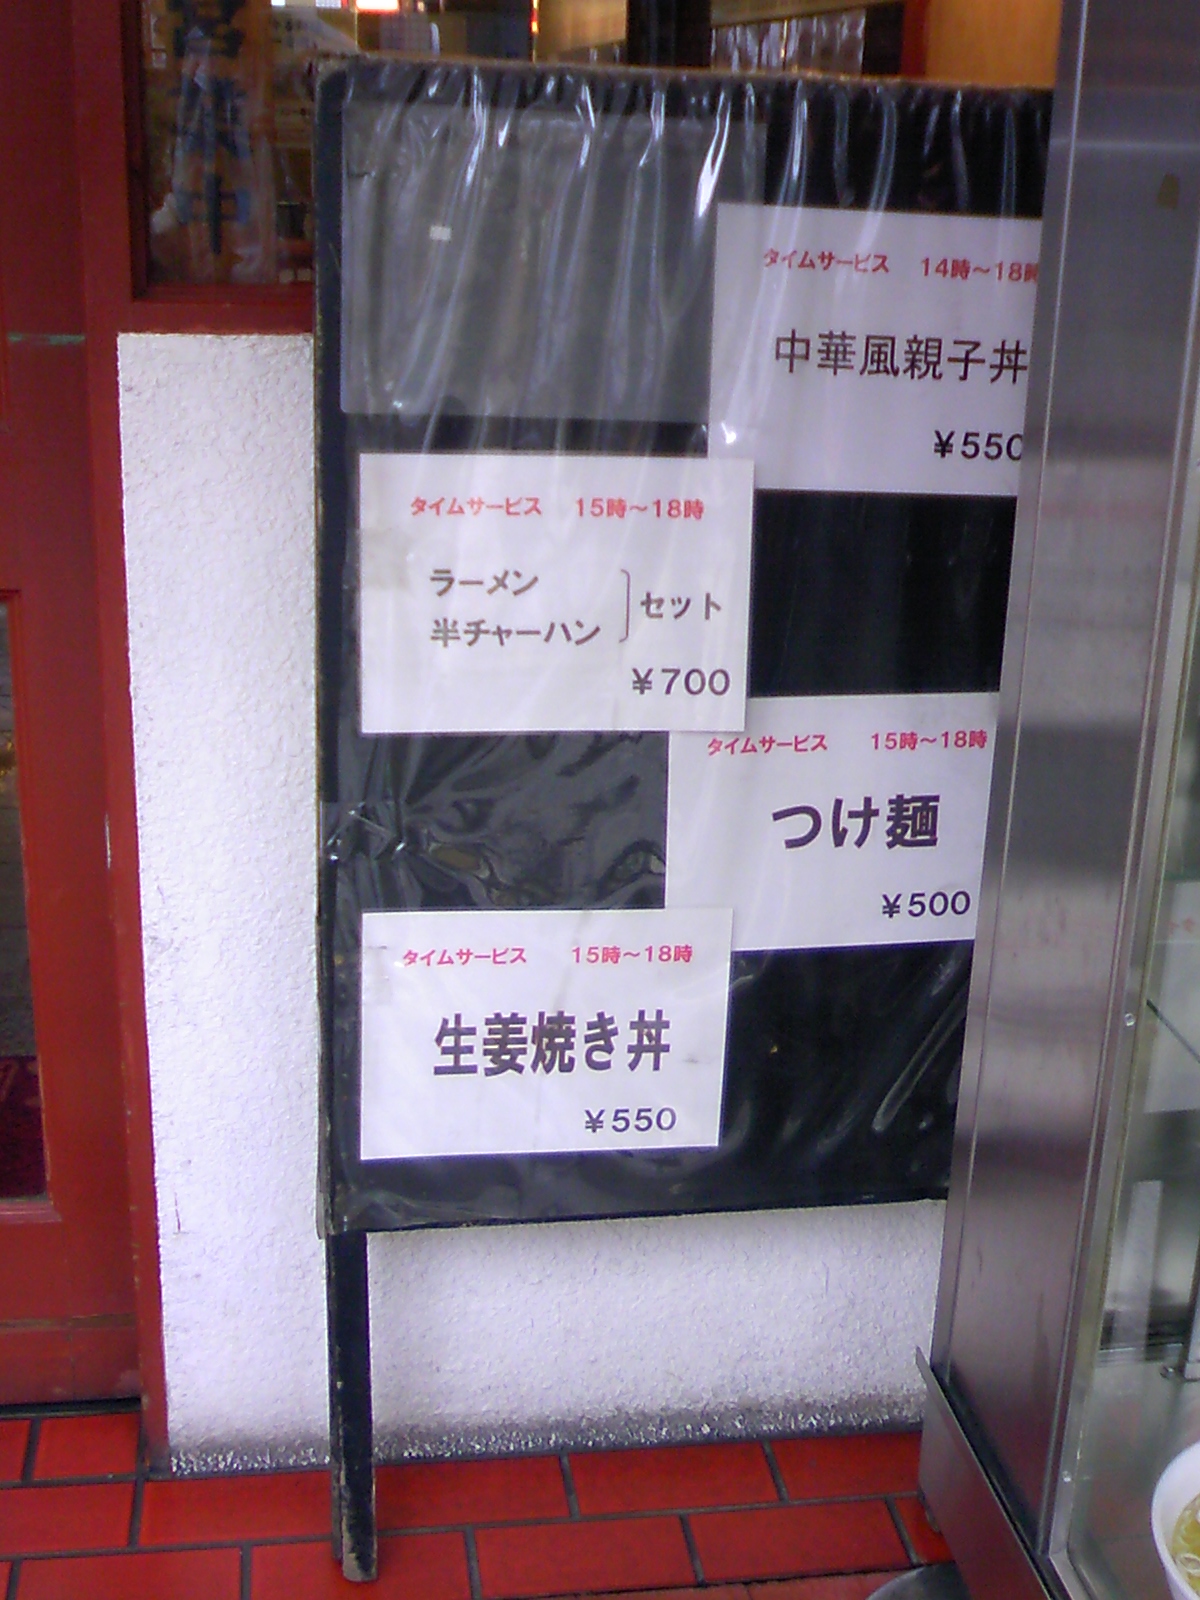 タイムサービス 14時～18時
中華風親子丼
￥550
タイムサービス 15時～18時
ラーメン
半チャーハン
セット
￥700
タイムサービス 15時～18時
つけ麺
￥500
タイムサービス 15時～18時
生姜焼き丼
￥550